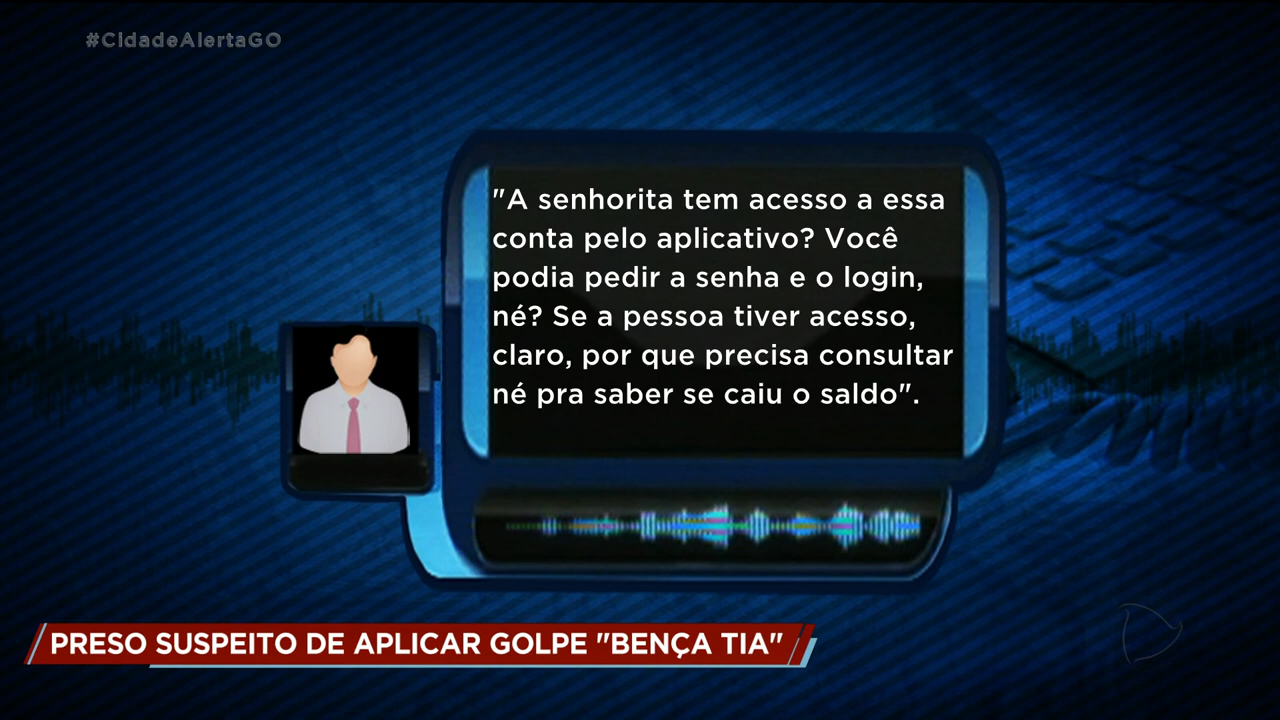 #CidadeAlertaGO
"A senhorita tem acesso a essa
conta pelo aplicativo? Você
podia pedir a senha e o login,
né? Se a pessoa tiver acesso,
claro, por que precisa consultar
né pra saber se caiu o saldo".
PRESO SUSPEITO DE APLICAR GOLPE "BENÇA TIA"